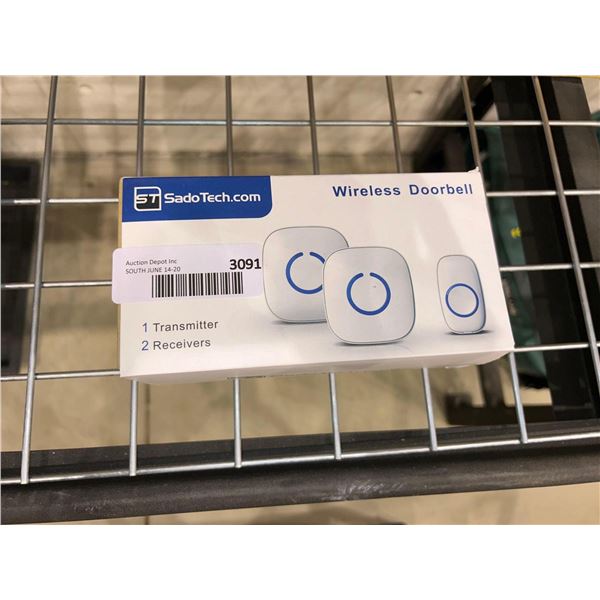 ST SadoTech.com
Wireless Doorbell
Auction Depot Inc
SOUTH JUNE 14-20
3091
1 Transmitter
2 Receivers